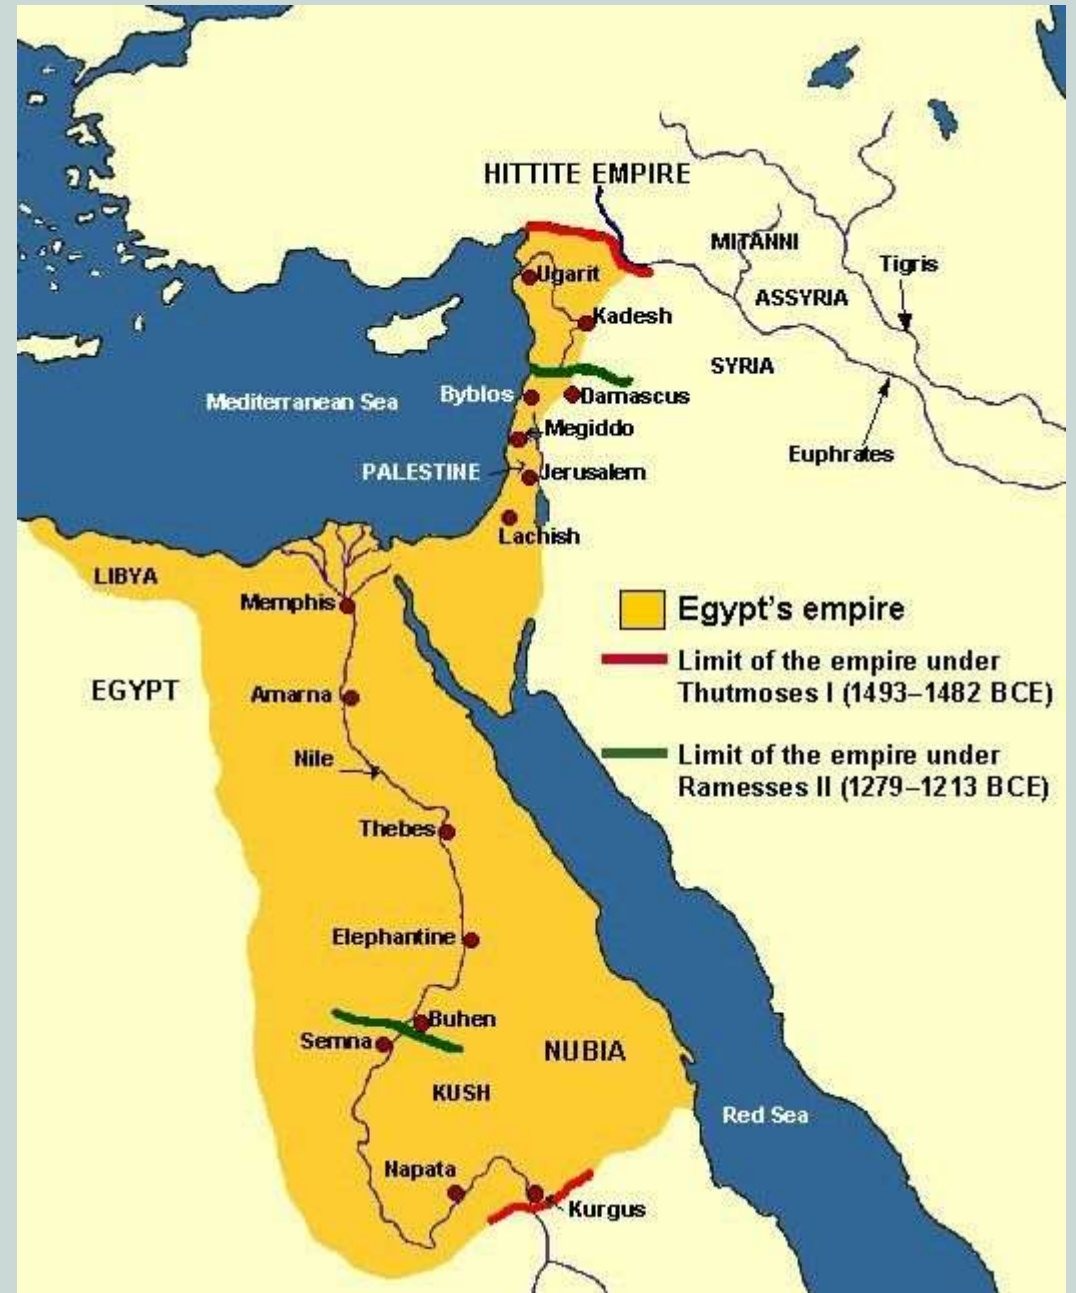 HITTITE EMPIRE
MITANNI
Tigris
Ugarit
ASSYRIA
Kadesh
SYRIA
Byblos
Damascus
Mediterranean Sea
Megiddo
Euphrates
PALESTINE
Jerusalem
Lachish
LIBYA
Memphis
Egypt's empire
Limit of the empire under
Thutmoses I (1493–1482 BCE)
EGYPT
Amarna
Nile
Limit of the empire under
Ramesses II (1279–1213 BCE)
Thebes
Elephantine
Buhen
Semna
NUBIA
KUSH
Red Sea
Napata
Kurgus